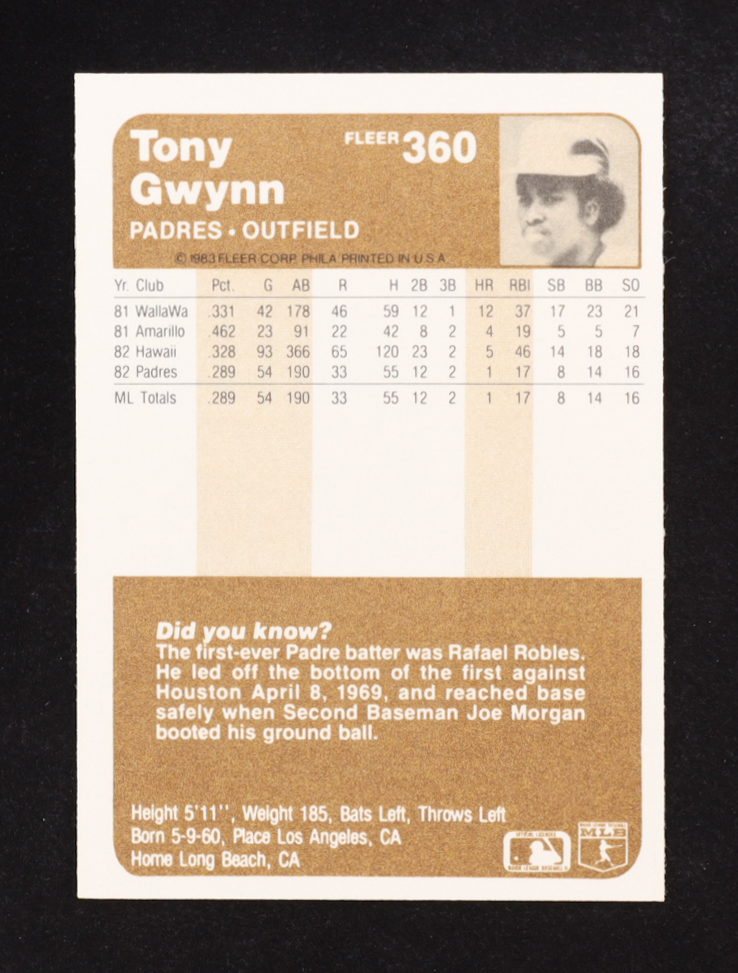 Tony
Gwynn
FLEER 360
PADRES • OUTFIELD
© 1983 FLEER CORP. PHILA PRINTED IN U.S.A.
Yr. Club Pct. G AB R H 2B 3B HR RBI SB BB SO
81 WallaWa .331 42 178 46 59 12 1 12 37 17 23 21
81 Amarillo .462 23 91 22 42 8 2 4 19 5 5 7
82 Hawaii .328 93 366 65 120 23 2 5 46 14 18 18
82 Padres .289 54 190 33 55 12 2 1 17 8 14 16
ML Totals .289 54 190 33 55 12 2 1 17 8 14 16
Did you know?
The first-ever Padre batter was Rafael Robles.
He led off the bottom of the first against
Houston April 8, 1969, and reached base
safely when Second Baseman Joe Morgan
booted his ground ball.
Height 5'11'', Weight 185, Bats Left, Throws Left
Born 5-9-60, Place Los Angeles, CA
Home Long Beach, CA
MLB